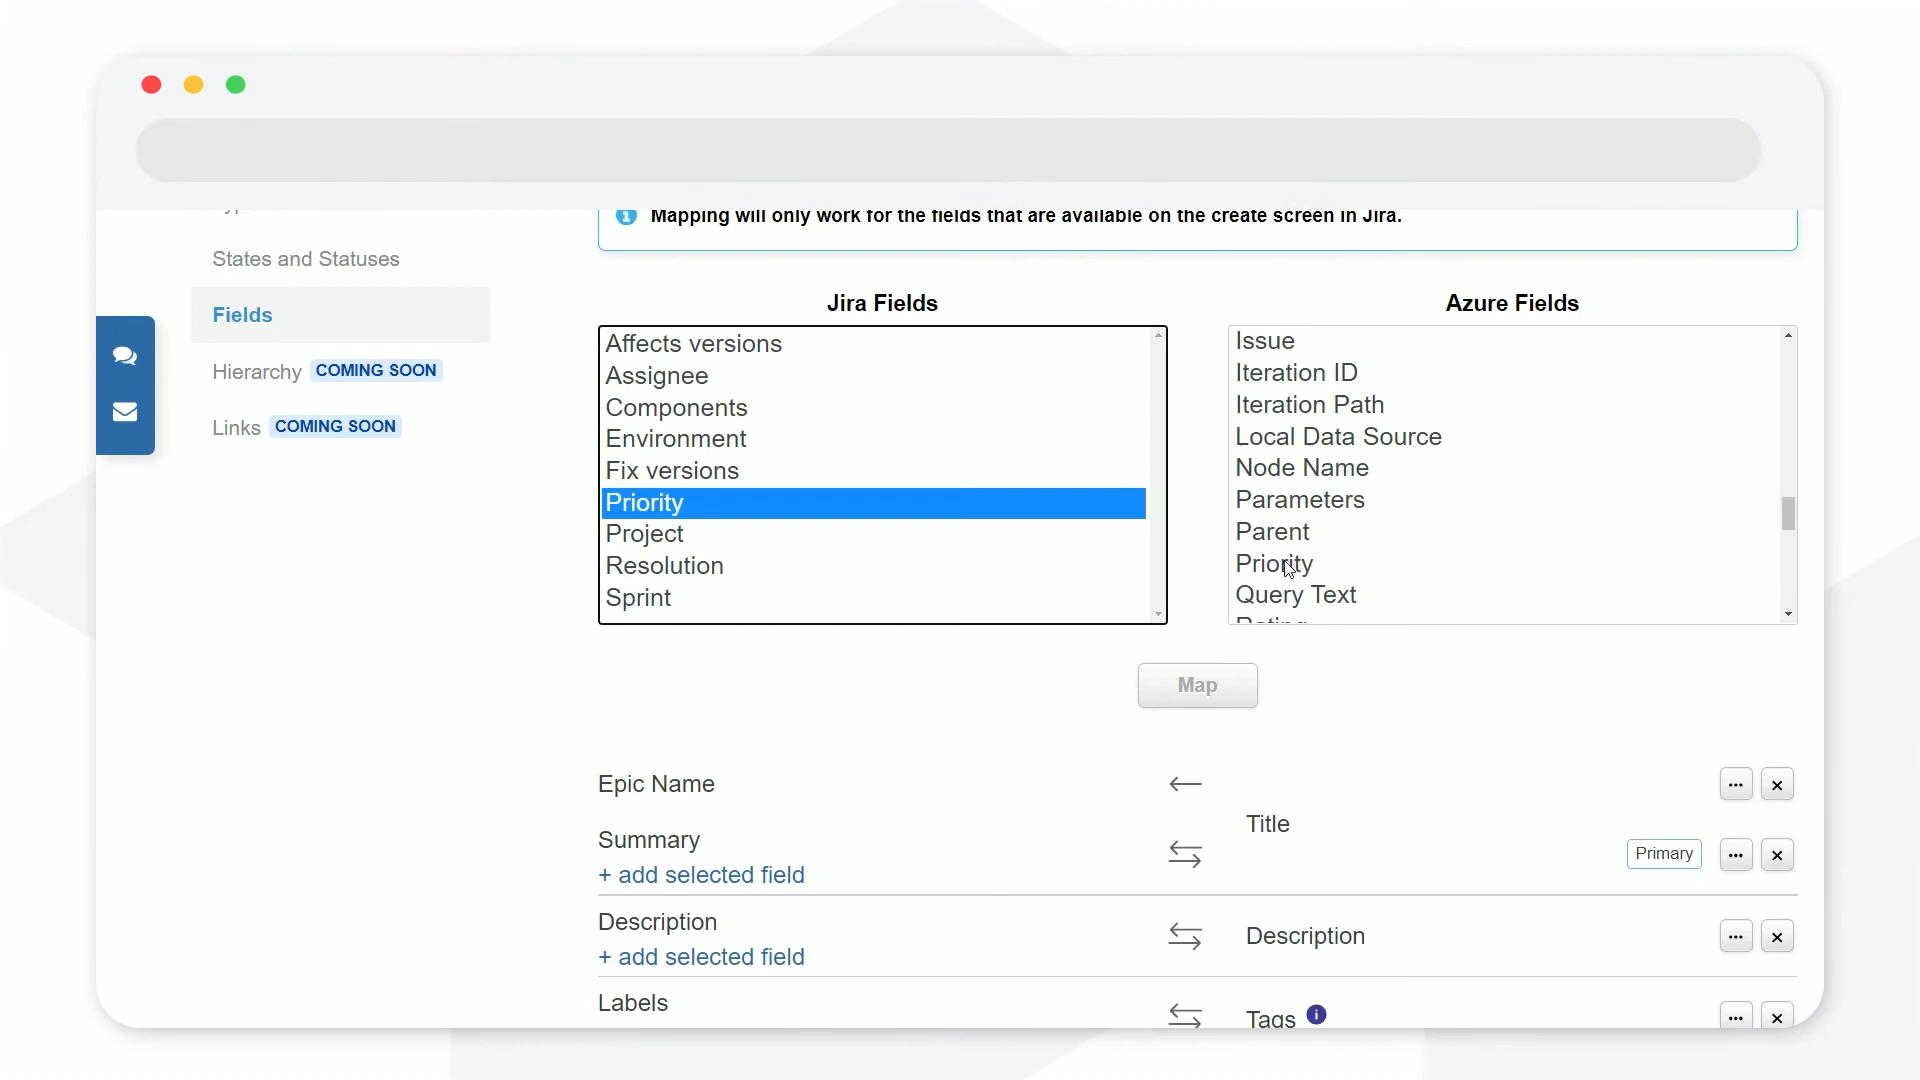 Mapping will only work for the fields that are available on the create screen in Jira.
States and Statuses
Fields
Hierarchy COMING SOON
Links COMING SOON
Jira Fields
Affects versions
Assignee
Components
Environment
Fix versions
Priority
Project
Resolution
Sprint
Azure Fields
Issue
Iteration ID
Iteration Path
Local Data Source
Node Name
Parameters
Parent
Priority
Query Text
Map
Epic Name
Title
Summary
Primary
+ add selected field
Description
Description
+ add selected field
Labels
Tags